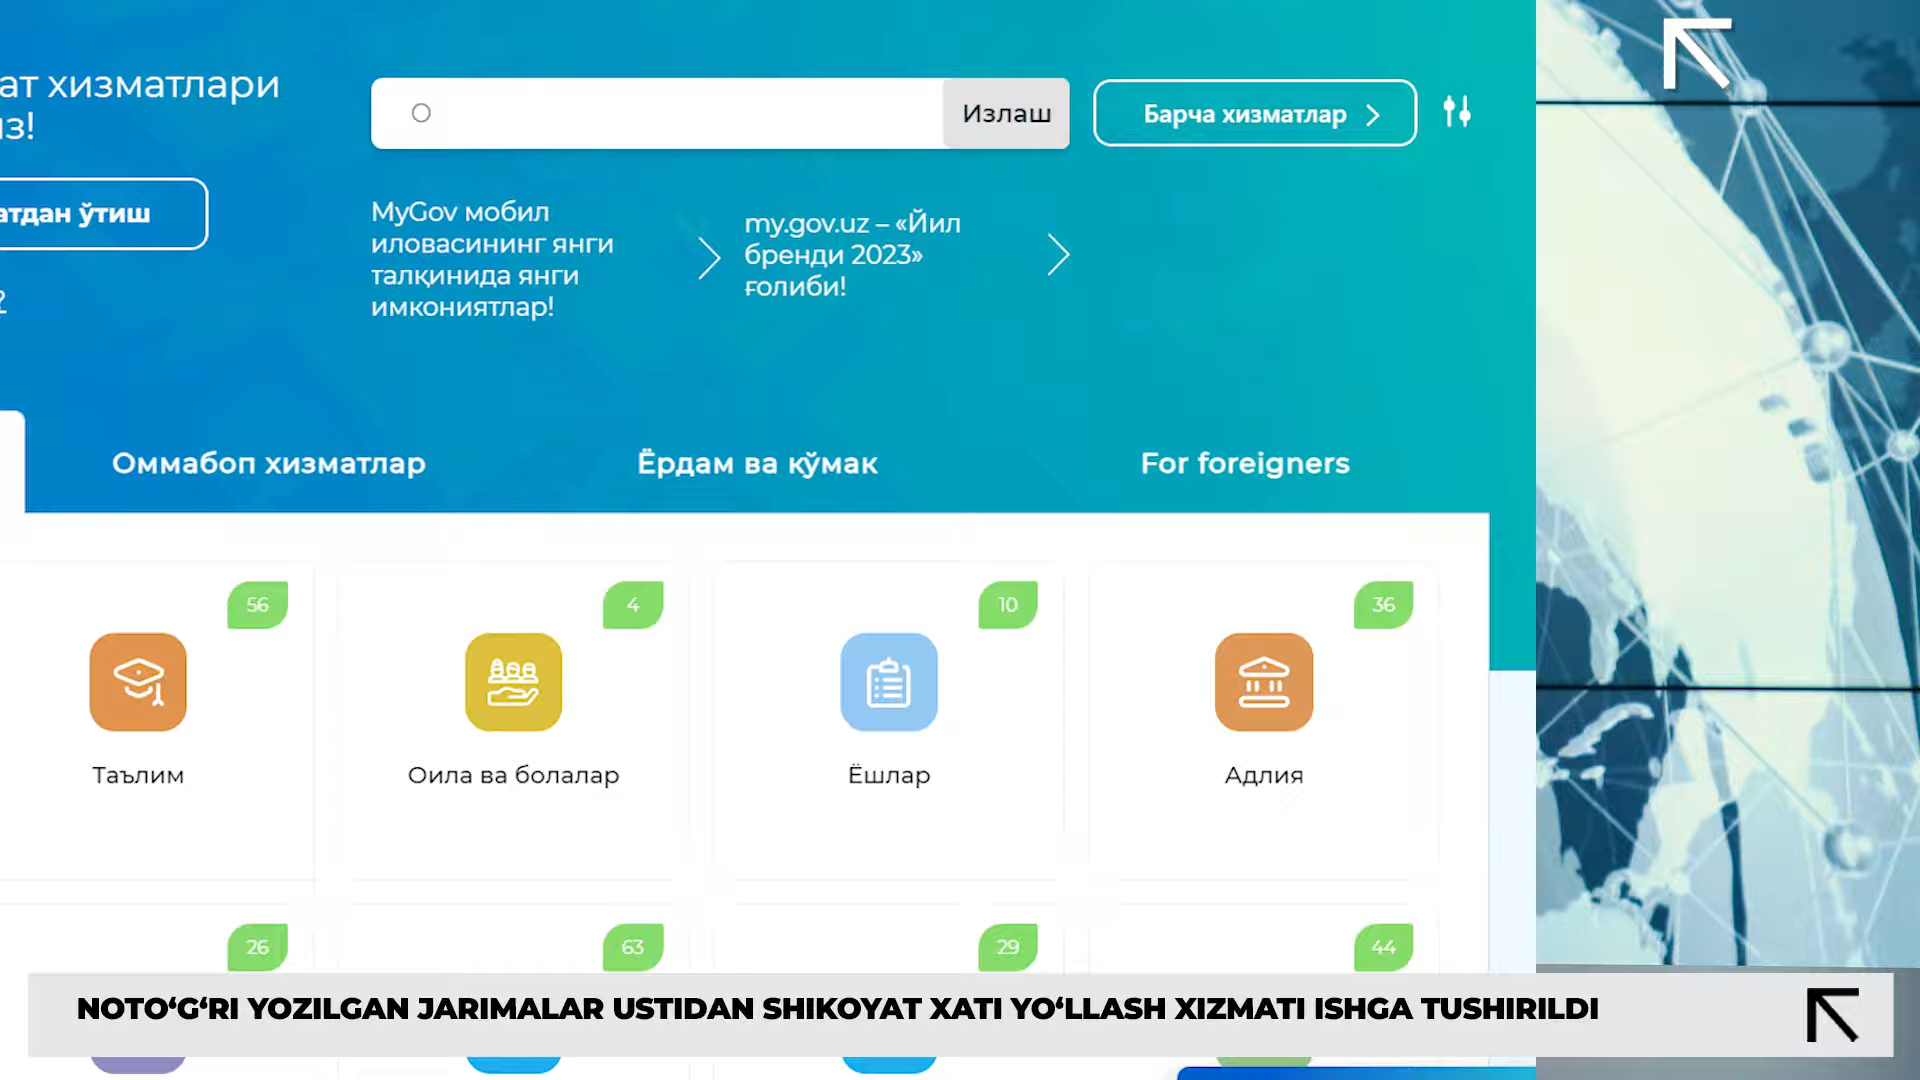 ат хизматлари
из!
Излаш
Барча хизматлар
атдан ўтиш
?
MyGov мобил
иловасининг янги
талқинида янги
имкониятлар!
my.gov.uz – «Йил
бренди 2023»
ғолиби!
Оммабоп хизматлар
Ёрдам ва кўмак
For foreigners
56
4
10
36
Таълим
Оила ва болалар
Ёшлар
Адлия
26
63
29
44
NOTO‘G‘RI YOZILGAN JARIMALAR USTIDAN SHIKOYAT XATI YO‘LLASH XIZMATI ISHGA TUSHIRILDI